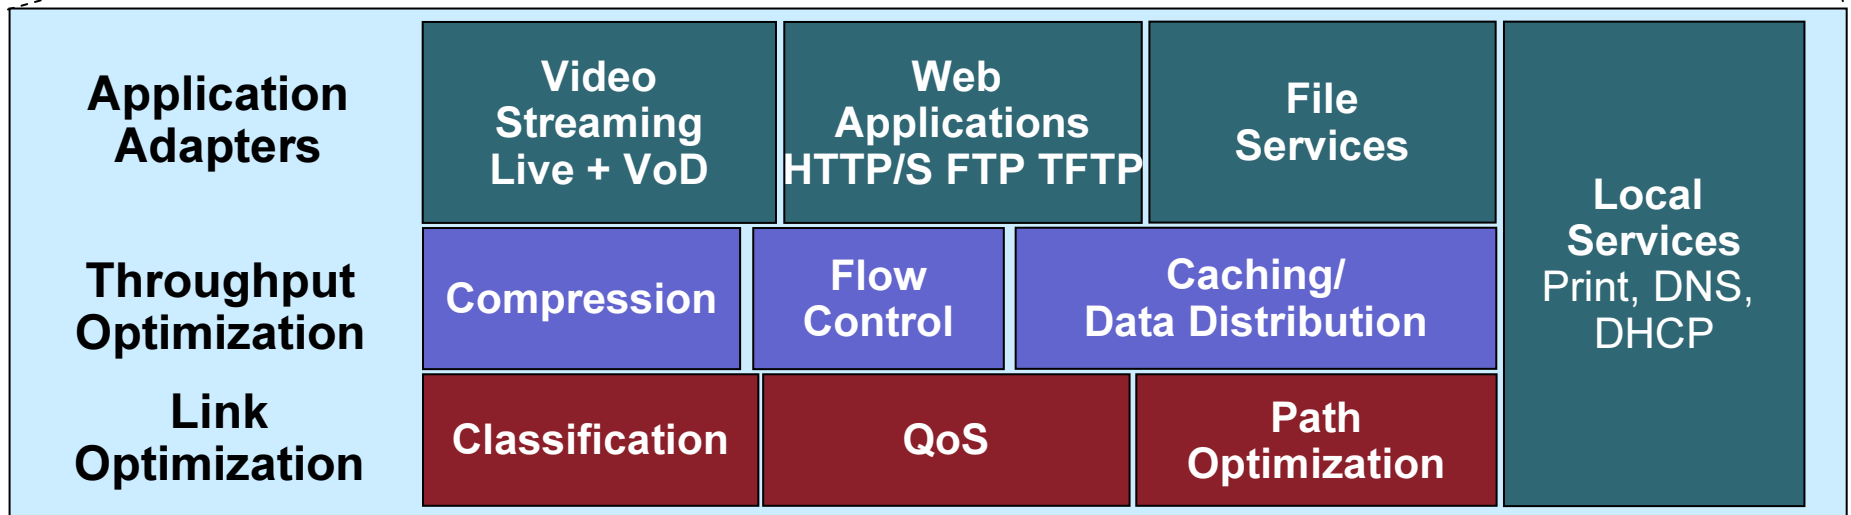 Application
Adapters
Video
Streaming
Live + VoD
Web
Applications
HTTP/S FTP TFTP
File
Services
Local
Services
Print, DNS,
DHCP
Throughput
Optimization
Compression
Flow
Control
Caching/
Data Distribution
Link
Optimization
Classification
QoS
Path
Optimization